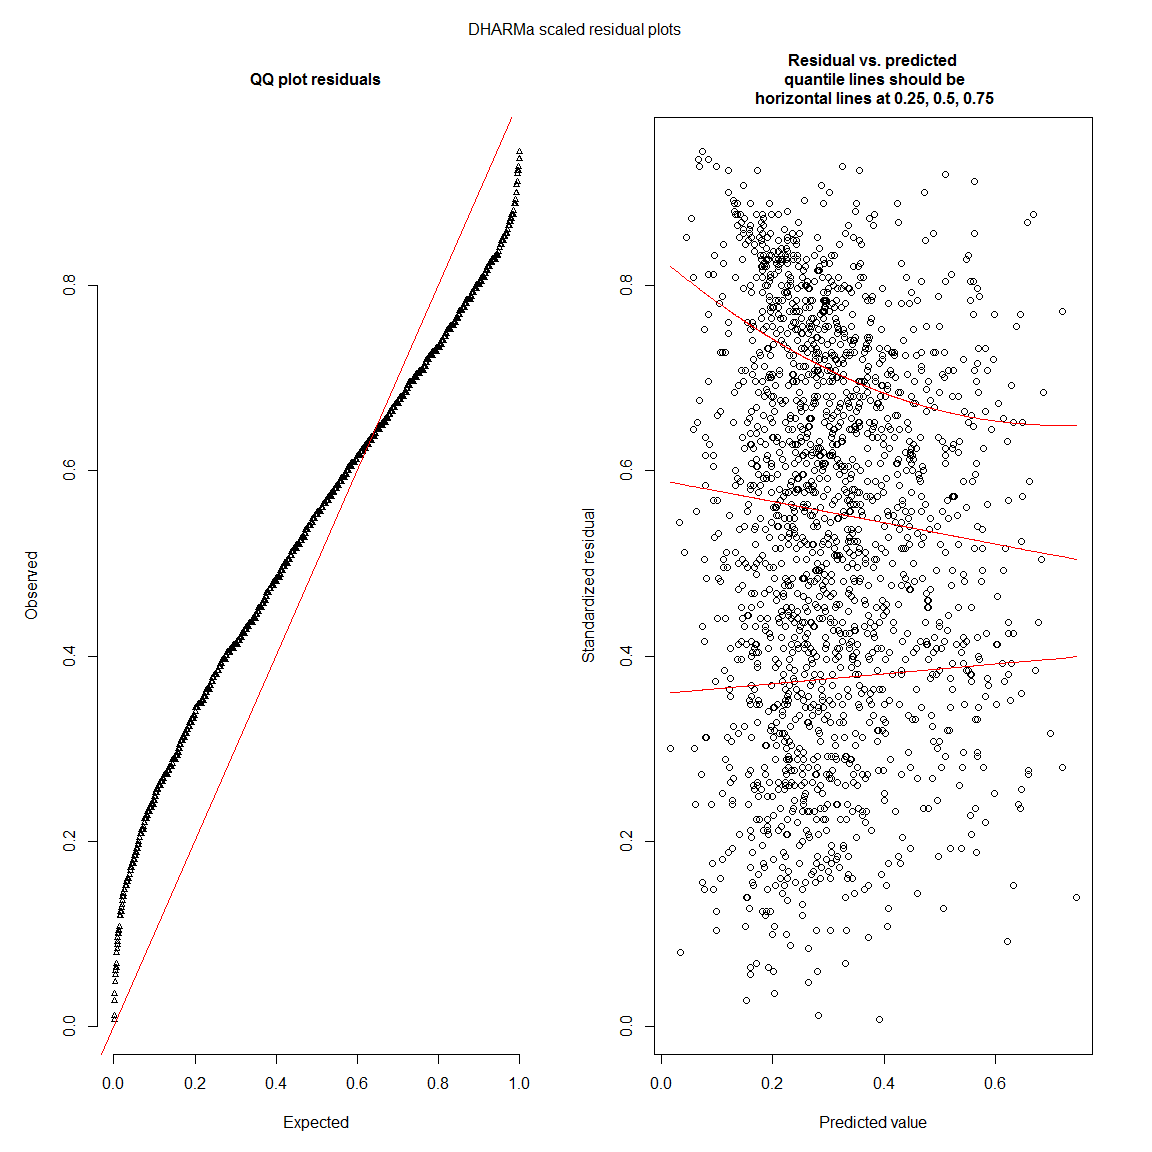 DHARMa scaled residual plots
QQ plot residuals
Observed
0.0 0.2 0.4 0.6 0.8
0.0 0.2 0.4 0.6 0.8 1.0
Expected
Residual vs. predicted
quantile lines should be
horizontal lines at 0.25, 0.5, 0.75
Standardized residual
0.0 0.2 0.4 0.6 0.8
0.0 0.2 0.4 0.6
Predicted value